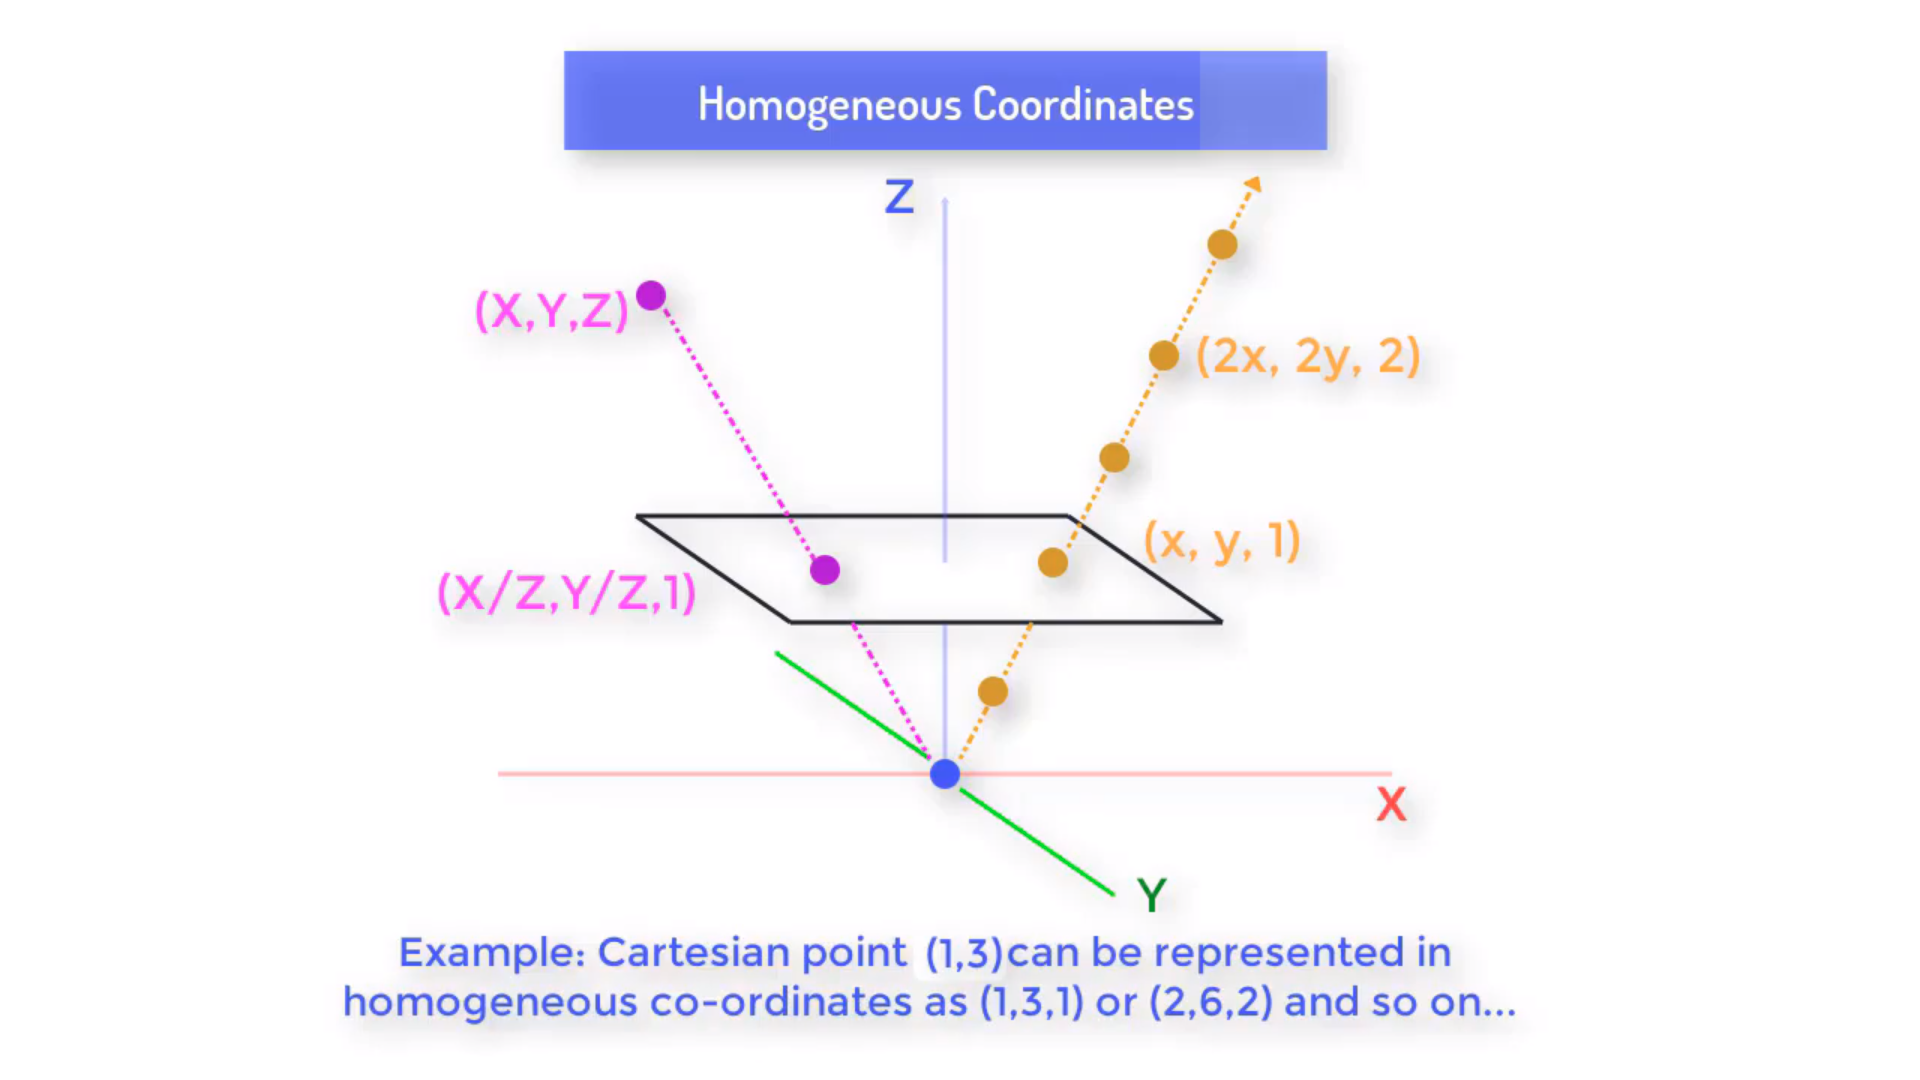 Homogeneous Coordinates
Z
(X,Y,Z)
(2x, 2y, 2)
(x, y, 1)
(X/Z,Y/Z,1)
X
Y
Example: Cartesian point (1,3)can be represented in
homogeneous co-ordinates as (1,3,1) or (2,6,2) and so on...